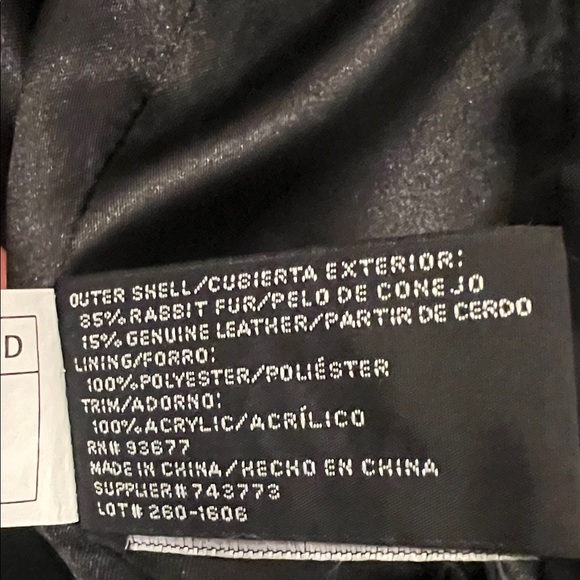 OUTER SHELL/CUBIERTA EXTERIOR:
85% RABBIT FUR/PELO DE CONEJO
15% GENUINE LEATHER/PARTIR DE CERDO
LINING/FORRO:
100% POLYESTER/POLIÉSTER
TRIM/ADORNO:
100% ACRYLIC/ACRÍLICO
RN# 93677
MADE IN CHINA/HECHO EN CHINA
SUPPLIER# 743773
LOT# 260-1606
D